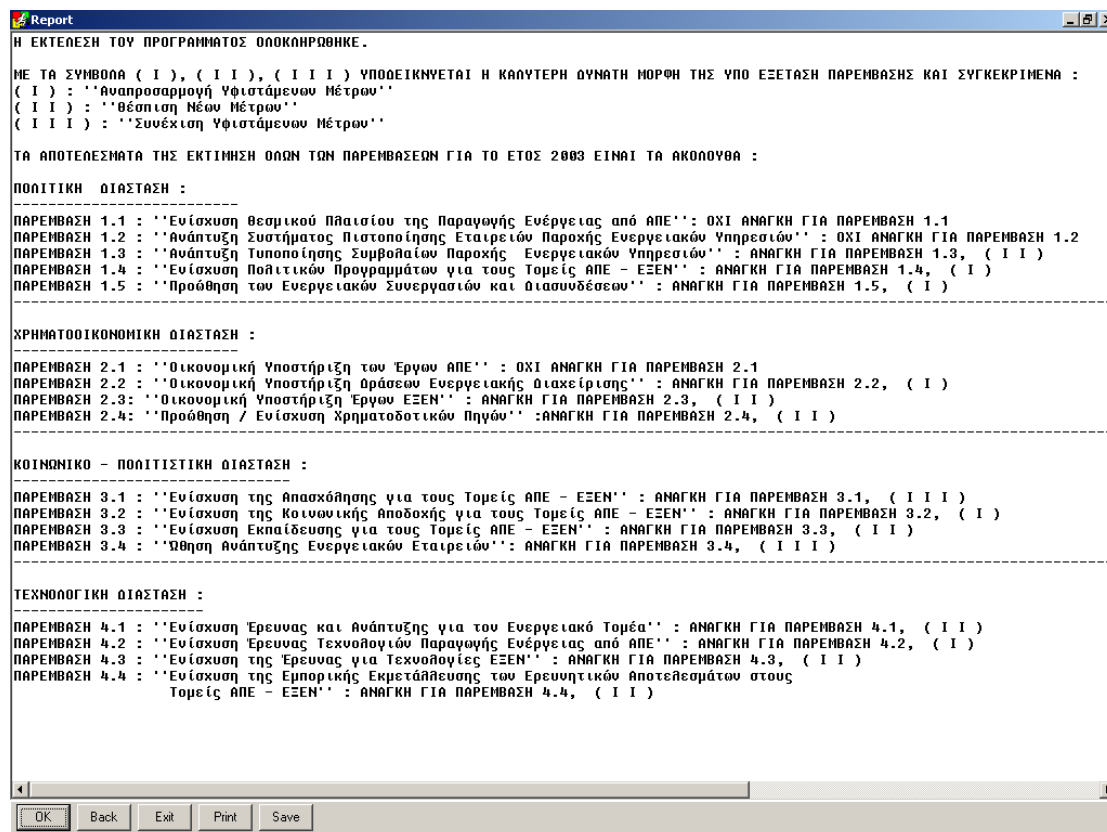 Report
Η ΕΚΤΕΛΕΣΗ ΤΟΥ ΠΡΟΓΡΑΜΜΑΤΟΣ ΟΛΟΚΛΗΡΩΘΗΚΕ.
ΜΕ ΤΑ ΣΥΜΒΟΛΑ ( Ι ), ( Ι Ι ), ( Ι Ι Ι ) ΥΠΟΔΕΙΚΝΥΕΤΑΙ Η ΚΑΛΥΤΕΡΗ ΔΥΝΑΤΗ ΜΟΡΦΗ ΤΗΣ ΥΠΟ ΕΞΕΤΑΣΗ ΠΑΡΕΜΒΑΣΗΣ ΚΑΙ ΣΥΓΚΕΚΡΙΜΕΝΑ :
( Ι ) : ''Αναπροσαρμογή Υφιστάμενων Μέτρων''
( Ι Ι ) : ''Θέσπιση Νέων Μέτρων''
( Ι Ι Ι ) : ''Συνέχιση Υφιστάμενων Μέτρων''
ΤΑ ΑΠΟΤΕΛΕΣΜΑΤΑ ΤΗΣ ΕΚΤΙΜΗΣΗ ΟΛΩΝ ΤΩΝ ΠΑΡΕΜΒΑΣΕΩΝ ΓΙΑ ΤΟ ΕΤΟΣ 2003 ΕΙΝΑΙ ΤΑ ΑΚΟΛΟΥΘΑ :
ΠΟΛΙΤΙΚΗ  ΔΙΑΣΤΑΣΗ :
--------------------------
ΠΑΡΕΜΒΑΣΗ 1.1 : ''Ενίσχυση Θεσμικού Πλαισίου της Παραγωγής Ενέργειας από ΑΠΕ'': ΟΧΙ ΑΝΑΓΚΗ ΓΙΑ ΠΑΡΕΜΒΑΣΗ 1.1
ΠΑΡΕΜΒΑΣΗ 1.2 : ''Ανάπτυξη Συστήματος Πιστοποίησης Εταιρειών Παροχής Ενεργειακών Υπηρεσιών'' : ΟΧΙ ΑΝΑΓΚΗ ΓΙΑ ΠΑΡΕΜΒΑΣΗ 1.2
ΠΑΡΕΜΒΑΣΗ 1.3 : ''Ανάπτυξη Τυποποίησης Συμβολαίων Παροχής  Ενεργειακών Υπηρεσιών'' : ΑΝΑΓΚΗ ΓΙΑ ΠΑΡΕΜΒΑΣΗ 1.3,  ( Ι Ι )
ΠΑΡΕΜΒΑΣΗ 1.4 : ''Ενίσχυση Πολιτικών Προγραμμάτων για τους Τομείς ΑΠΕ - ΕΞΕΝ'' : ΑΝΑΓΚΗ ΓΙΑ ΠΑΡΕΜΒΑΣΗ 1.4,  ( Ι )
ΠΑΡΕΜΒΑΣΗ 1.5 : ''Προώθηση των Ενεργειακών Συνεργασιών και Διασυνδέσεων'' : ΑΝΑΓΚΗ ΓΙΑ ΠΑΡΕΜΒΑΣΗ 1.5,  ( Ι )
ΧΡΗΜΑΤΟΟΙΚΟΝΟΜΙΚΗ ΔΙΑΣΤΑΣΗ :
--------------------------
ΠΑΡΕΜΒΑΣΗ 2.1 : ''Οικονομική Υποστήριξη των Έργων ΑΠΕ'' : ΟΧΙ ΑΝΑΓΚΗ ΓΙΑ ΠΑΡΕΜΒΑΣΗ 2.1
ΠΑΡΕΜΒΑΣΗ 2.2 : ''Οικονομική Υποστήριξη Δράσεων Ενεργειακής Διαχείρισης'' : ΑΝΑΓΚΗ ΓΙΑ ΠΑΡΕΜΒΑΣΗ 2.2,  ( Ι )
ΠΑΡΕΜΒΑΣΗ 2.3: ''Οικονομική Υποστήριξη Έργων ΕΞΕΝ'' : ΑΝΑΓΚΗ ΓΙΑ ΠΑΡΕΜΒΑΣΗ 2.3,  ( Ι Ι )
ΠΑΡΕΜΒΑΣΗ 2.4: ''Προώθηση / Ενίσχυση Χρηματοδοτικών Πηγών'' :ΑΝΑΓΚΗ ΓΙΑ ΠΑΡΕΜΒΑΣΗ 2.4,  ( Ι Ι )
ΚΟΙΝΩΝΙΚΟ - ΠΟΛΙΤΙΣΤΙΚΗ ΔΙΑΣΤΑΣΗ :
--------------------------------
ΠΑΡΕΜΒΑΣΗ 3.1 : ''Ενίσχυση της Απασχόλησης για τους Τομείς ΑΠΕ - ΕΞΕΝ'' : ΑΝΑΓΚΗ ΓΙΑ ΠΑΡΕΜΒΑΣΗ 3.1,  ( Ι Ι Ι )
ΠΑΡΕΜΒΑΣΗ 3.2 : ''Ενίσχυση της Κοινωνικής Αποδοχής για τους Τομείς ΑΠΕ - ΕΞΕΝ'' : ΑΝΑΓΚΗ ΓΙΑ ΠΑΡΕΜΒΑΣΗ 3.2,  ( Ι )
ΠΑΡΕΜΒΑΣΗ 3.3 : ''Ενίσχυση Εκπαίδευσης για τους Τομείς ΑΠΕ - ΕΞΕΝ'' : ΑΝΑΓΚΗ ΓΙΑ ΠΑΡΕΜΒΑΣΗ 3.3,  ( Ι Ι )
ΠΑΡΕΜΒΑΣΗ 3.4 : ''Ώθηση Ανάπτυξης Ενεργειακών Εταιρειών'': ΑΝΑΓΚΗ ΓΙΑ ΠΑΡΕΜΒΑΣΗ 3.4,  ( Ι Ι Ι )
ΤΕΧΝΟΛΟΓΙΚΗ ΔΙΑΣΤΑΣΗ :
----------------------
ΠΑΡΕΜΒΑΣΗ 4.1 : ''Ενίσχυση Έρευνας και Ανάπτυξης για τον Ενεργειακό Τομέα'' : ΑΝΑΓΚΗ ΓΙΑ ΠΑΡΕΜΒΑΣΗ 4.1,  ( Ι Ι )
ΠΑΡΕΜΒΑΣΗ 4.2 : ''Ενίσχυση Έρευνας Τεχνολογιών Παραγωγής Ενέργειας από ΑΠΕ'' : ΑΝΑΓΚΗ ΓΙΑ ΠΑΡΕΜΒΑΣΗ 4.2,  ( Ι )
ΠΑΡΕΜΒΑΣΗ 4.3 : ''Ενίσχυση της Έρευνας για Τεχνολογίες ΕΞΕΝ'' : ΑΝΑΓΚΗ ΓΙΑ ΠΑΡΕΜΒΑΣΗ 4.3,  ( Ι Ι )
ΠΑΡΕΜΒΑΣΗ 4.4 : ''Ενίσχυση της Εμπορικής Εκμετάλλευσης των Ερευνητικών Αποτελεσμάτων στους
Τομείς ΑΠΕ - ΕΞΕΝ'' : ΑΝΑΓΚΗ ΓΙΑ ΠΑΡΕΜΒΑΣΗ 4.4,  ( Ι Ι )
OK Back Exit Print Save